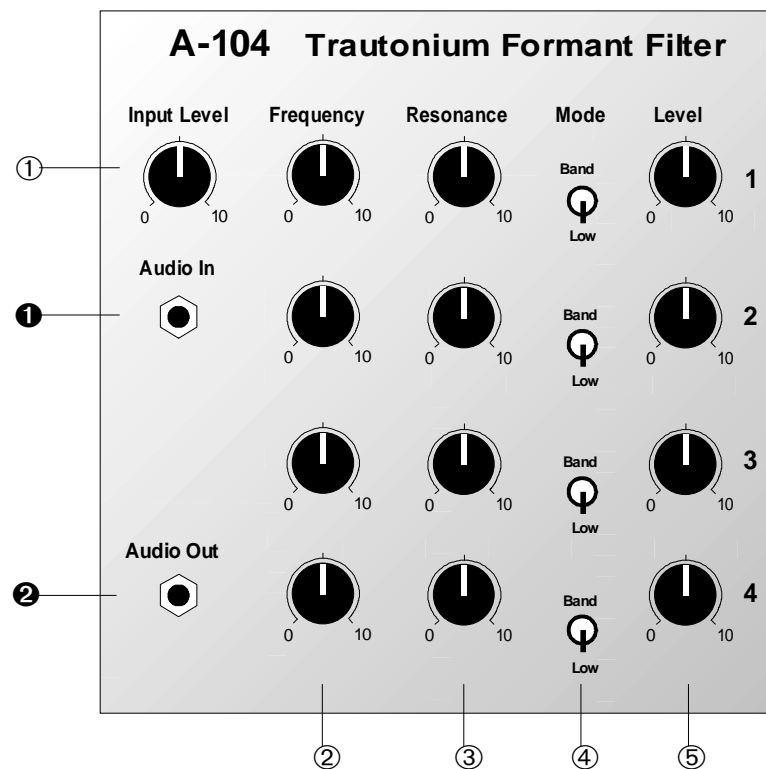 A-104 Trautonium Formant Filter
Input Level Frequency Resonance Mode Level
① 0 10 0 10 0 10 Band Low 0 10 1
Audio In
❶ 0 10 0 10 Band Low 0 10 2
0 10 0 10 Band Low 0 10 3
Audio Out
❷ 0 10 0 10 Band Low 0 10 4
② ③ ④ ⑤